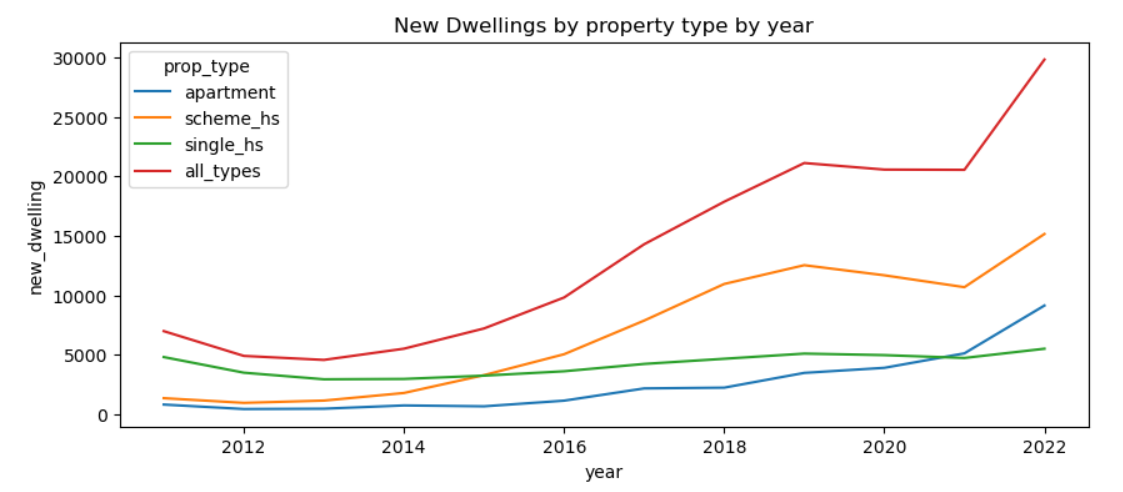 New Dwellings by property type by year
prop_type
apartment
scheme_hs
single_hs
all_types
30000
25000
20000
15000
10000
5000
0
new_dwelling
2012 2014 2016 2018 2020 2022
year